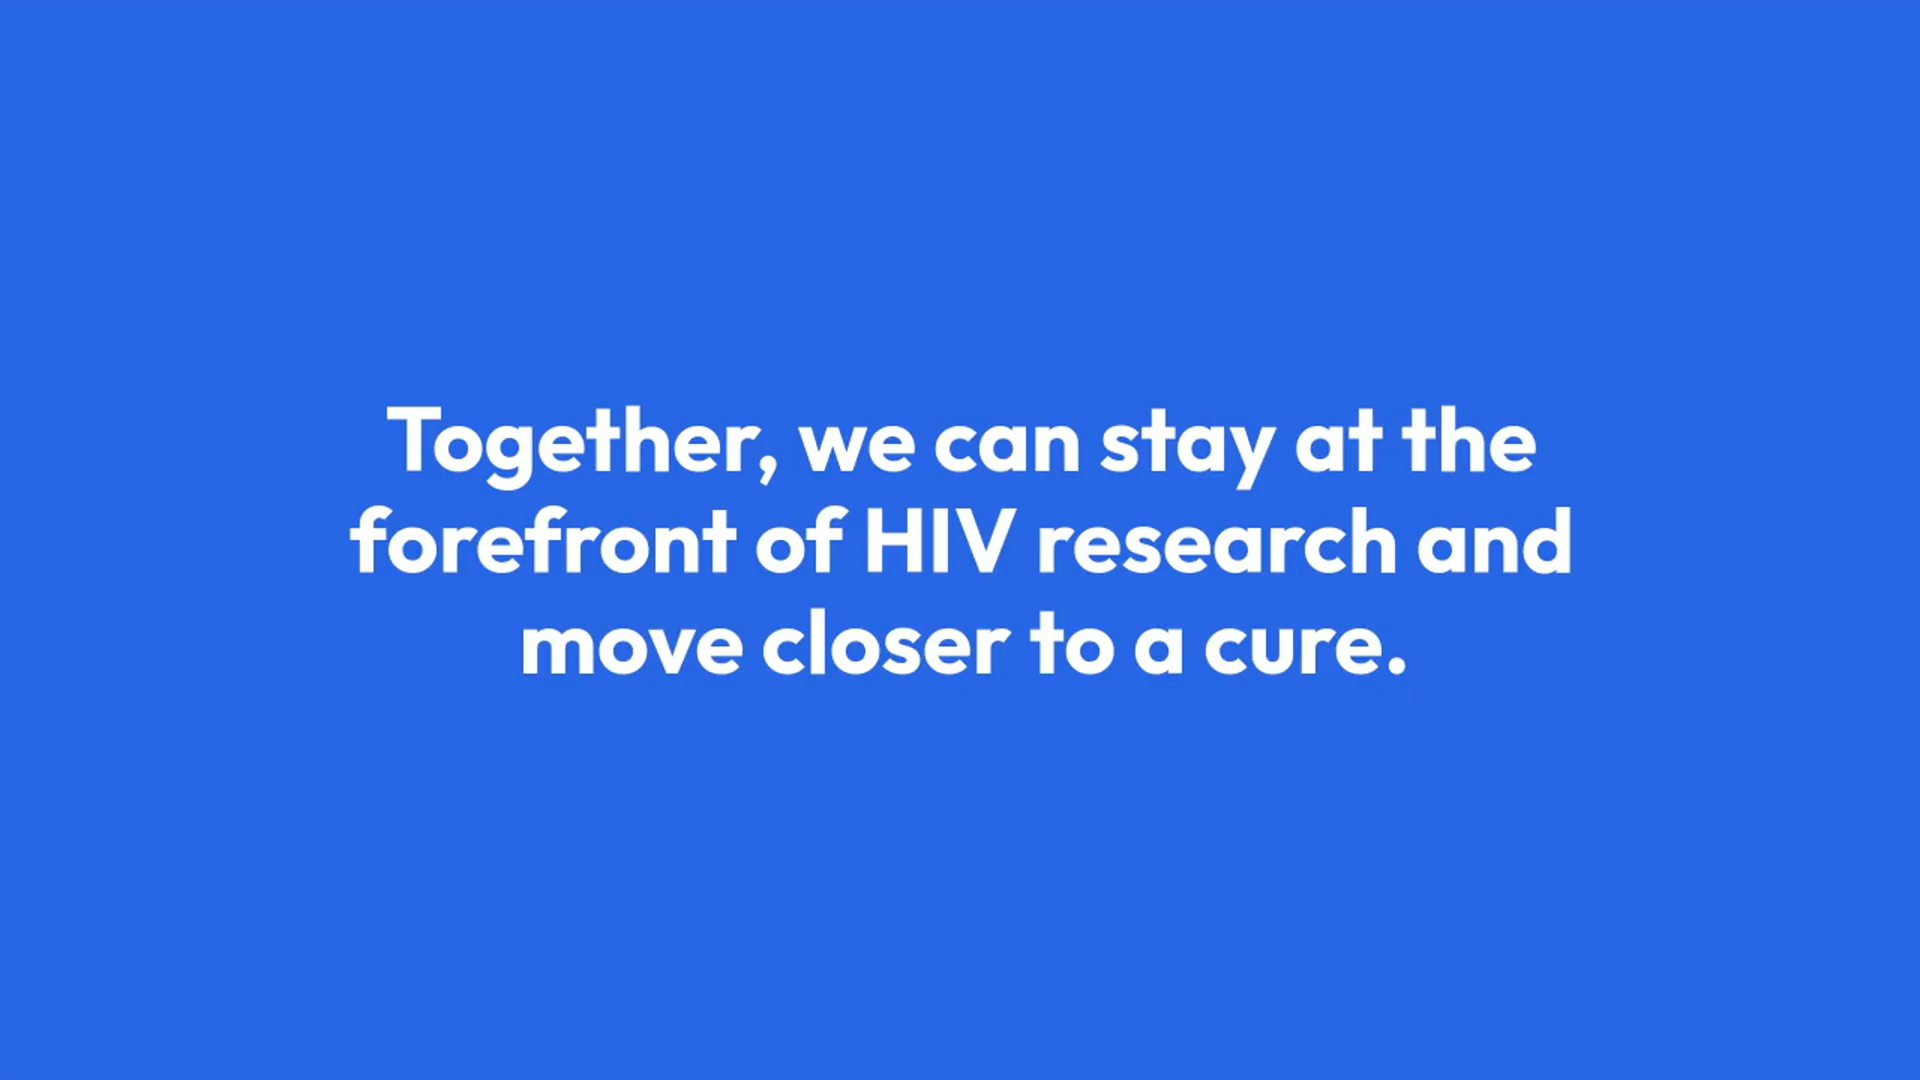 Together, we can stay at the
forefront of HIV research and
move closer to a cure.